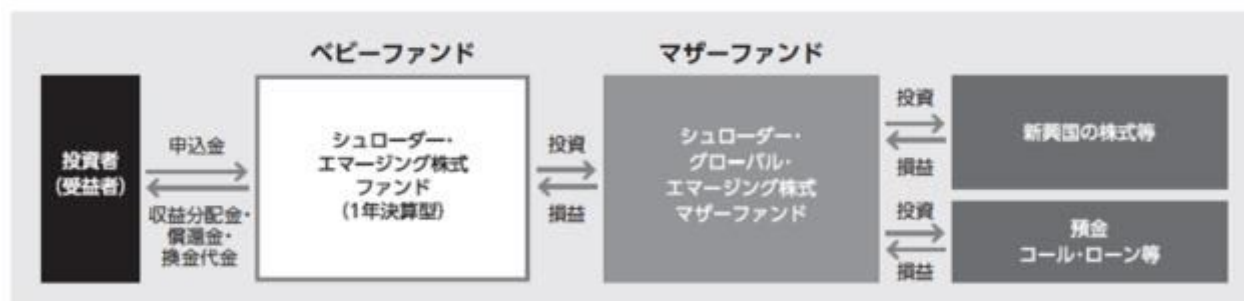 ベビーファンド
マザーファンド
投資者
(受益者)
申込金
収益分配金・
償還金・
換金代金
シュローダー・
エマージング株式
ファンド
(1年決算型)
投資
損益
シュローダー・
グローバル・
エマージング株式
マザーファンド
投資
損益
新興国の株式等
投資
損益
預金
コール・ローン等